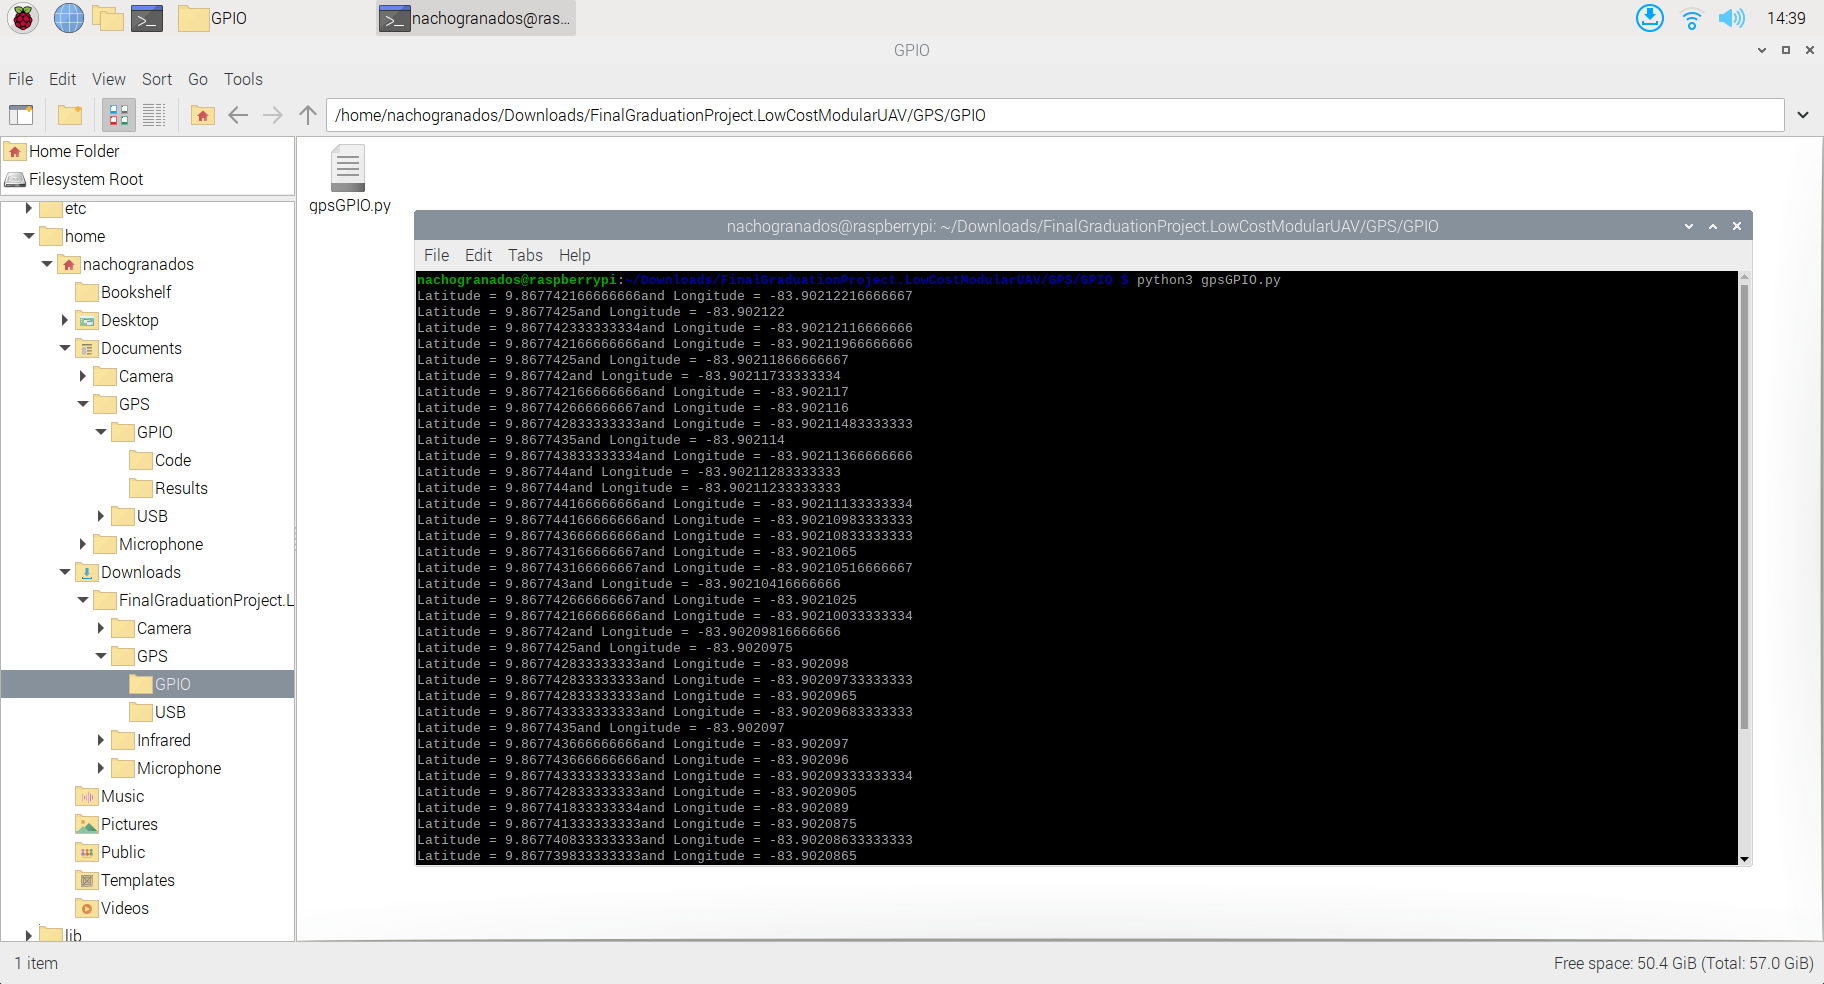 GPIO
nachogranados@ras...
14:39
GPIO
File Edit View Sort Go Tools
/home/nachogranados/Downloads/FinalGraduationProject.LowCostModularUAV/GPS/GPIO
Home Folder
Filesystem Root
etc
home
nachogranados
Bookshelf
Desktop
Documents
Camera
GPS
GPIO
Code
Results
USB
Microphone
Downloads
FinalGraduationProject.L
Camera
GPS
GPIO
USB
Infrared
Microphone
Music
Pictures
Public
Templates
Videos
lib
gpsGPIO.py
nachogranados@raspberrypi: ~/Downloads/FinalGraduationProject.LowCostModularUAV/GPS/GPIO
File Edit Tabs Help
nachogranados@raspberrypi:~/Downloads/FinalGraduationProject.LowCostModularUAV/GPS/GPIO $ python3 gpsGPIO.py
Latitude = 9.867742166666666and Longitude = -83.90212216666667
Latitude = 9.8677425and Longitude = -83.902122
Latitude = 9.867742333333334and Longitude = -83.90212116666666
Latitude = 9.867742166666666and Longitude = -83.90211966666666
Latitude = 9.8677425and Longitude = -83.90211866666667
Latitude = 9.867742and Longitude = -83.90211733333334
Latitude = 9.867742166666666and Longitude = -83.902117
Latitude = 9.867742666666667and Longitude = -83.902116
Latitude = 9.867742833333333and Longitude = -83.90211483333333
Latitude = 9.8677435and Longitude = -83.902114
Latitude = 9.867743833333334and Longitude = -83.90211366666666
Latitude = 9.867744and Longitude = -83.90211283333333
Latitude = 9.867744and Longitude = -83.90211233333333
Latitude = 9.867744166666666and Longitude = -83.90211133333334
Latitude = 9.867744166666666and Longitude = -83.90210983333333
Latitude = 9.867743666666666and Longitude = -83.90210833333333
Latitude = 9.867743166666667and Longitude = -83.9021065
Latitude = 9.867743166666667and Longitude = -83.90210516666667
Latitude = 9.867743and Longitude = -83.90210416666666
Latitude = 9.867742666666667and Longitude = -83.9021025
Latitude = 9.867742166666666and Longitude = -83.90210033333334
Latitude = 9.867742and Longitude = -83.90209816666666
Latitude = 9.8677425and Longitude = -83.9020975
Latitude = 9.867742833333333and Longitude = -83.902098
Latitude = 9.867742833333333and Longitude = -83.90209733333333
Latitude = 9.867742833333333and Longitude = -83.9020965
Latitude = 9.867743333333333and Longitude = -83.90209683333333
Latitude = 9.8677435and Longitude = -83.902097
Latitude = 9.867743666666666and Longitude = -83.902097
Latitude = 9.867743666666666and Longitude = -83.902096
Latitude = 9.867743333333333and Longitude = -83.90209333333334
Latitude = 9.867742833333333and Longitude = -83.9020905
Latitude = 9.867741833333334and Longitude = -83.902089
Latitude = 9.867741333333333and Longitude = -83.9020875
Latitude = 9.867740833333333and Longitude = -83.90208633333333
Latitude = 9.867739833333333and Longitude = -83.9020865
1 item
Free space: 50.4 GiB (Total: 57.0 GiB)